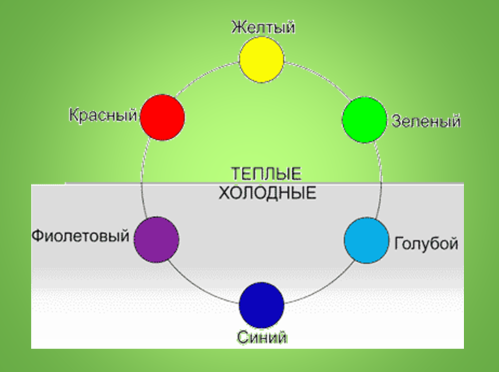 Желтый
Красный
Зеленый
ТЕПЛЫЕ
ХОЛОДНЫЕ
Фиолетовый
Голубой
Синий